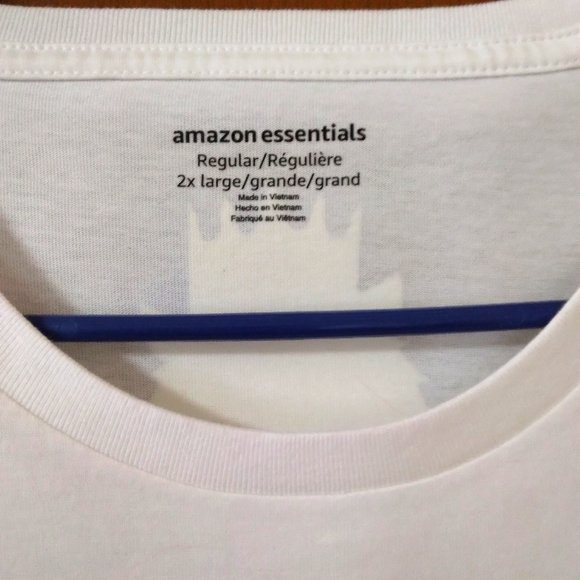 amazon essentials
Regular/Régulière
2x large/grande/grand
Made in Vietnam
Hecho en Vietnam
Fabriqué au Viêtnam